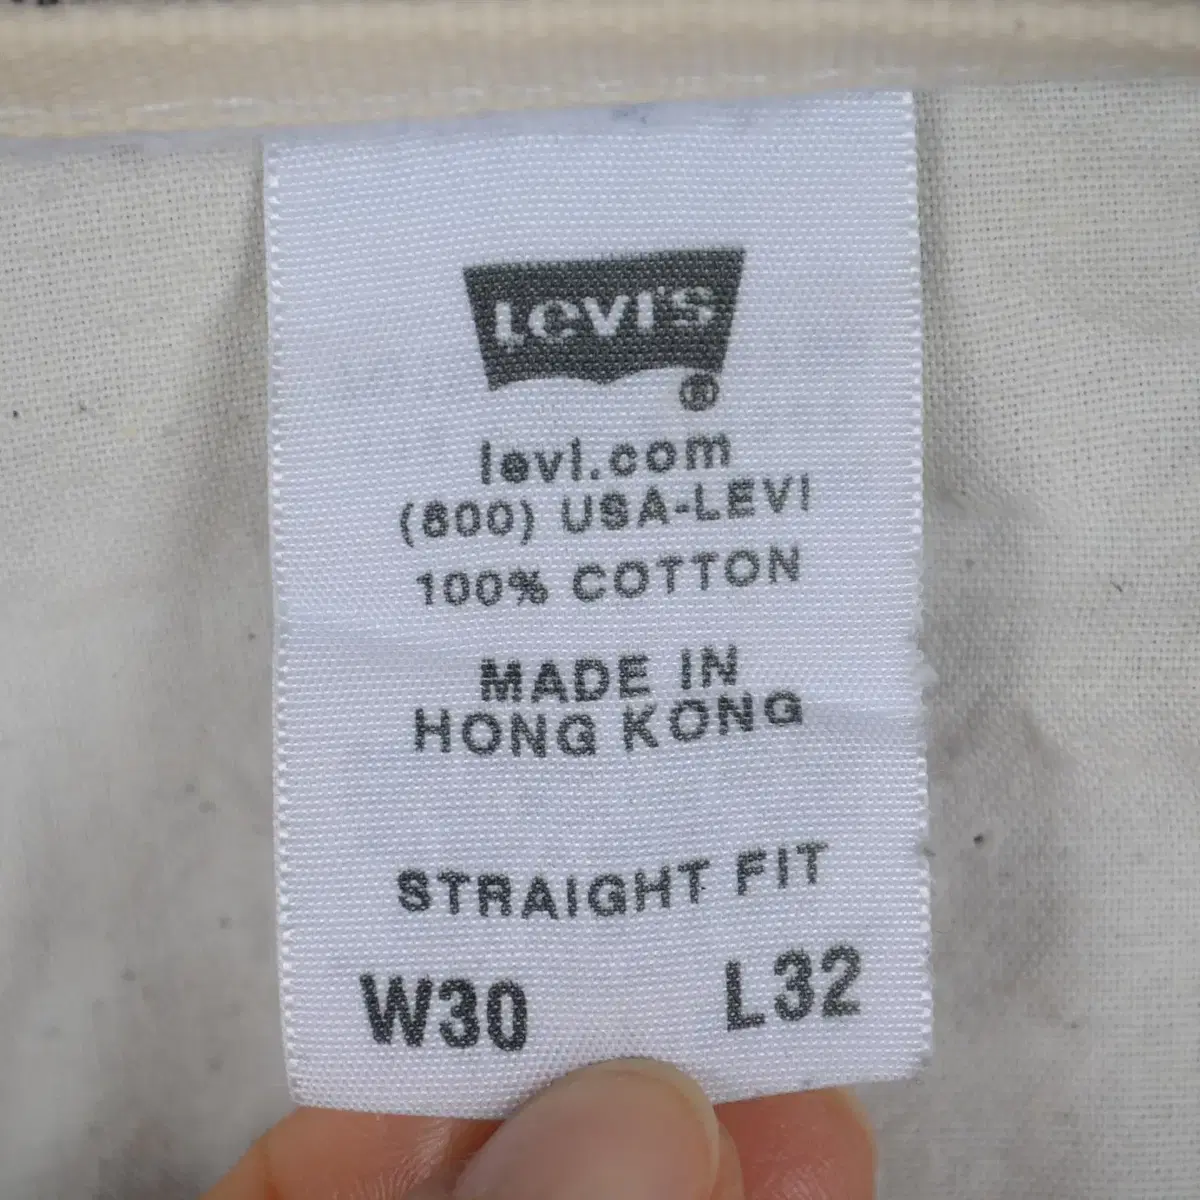 LEVI'S
®
levi.com
(800) USA-LEVI
100% COTTON
MADE IN
HONG KONG
STRAIGHT FIT
W30 L32